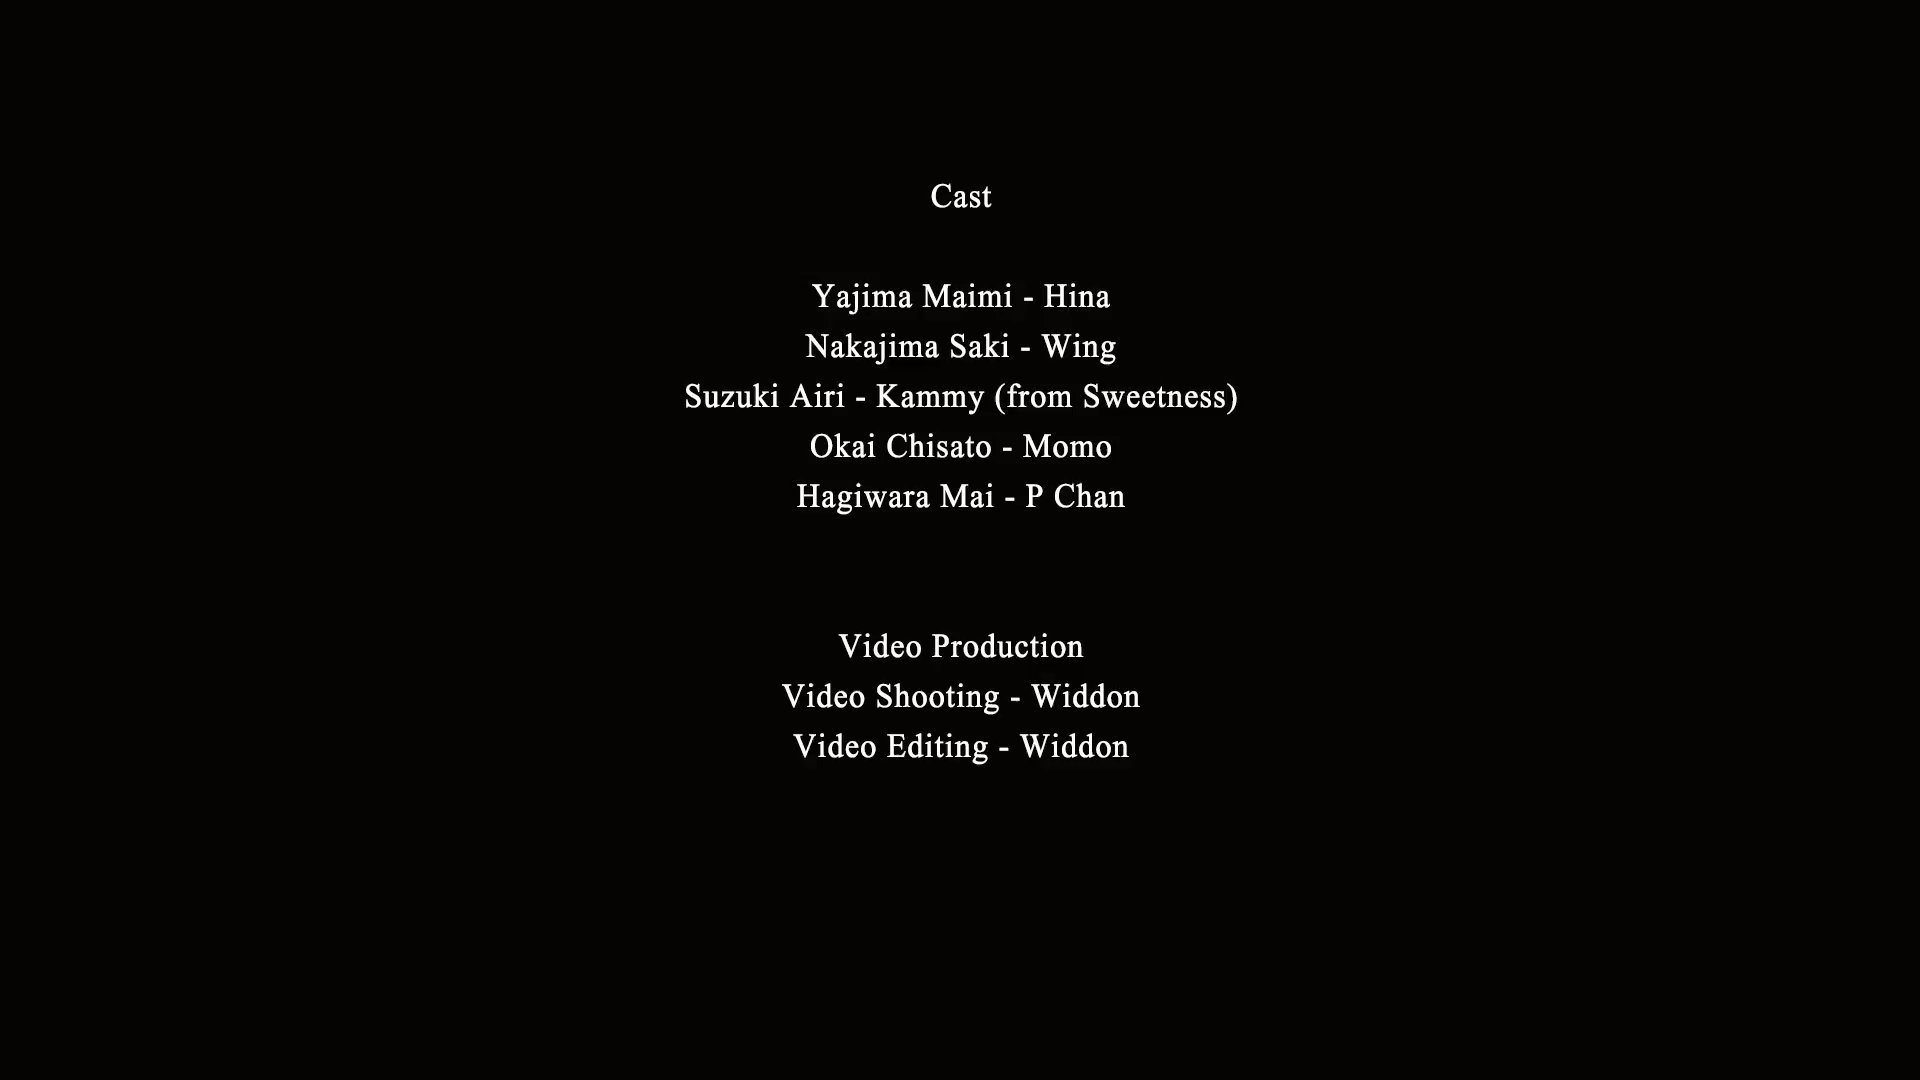 Cast
Yajima Maimi - Hina
Nakajima Saki - Wing
Suzuki Airi - Kammy (from Sweetness)
Okai Chisato - Momo
Hagiwara Mai - P Chan
Video Production
Video Shooting - Widdon
Video Editing - Widdon